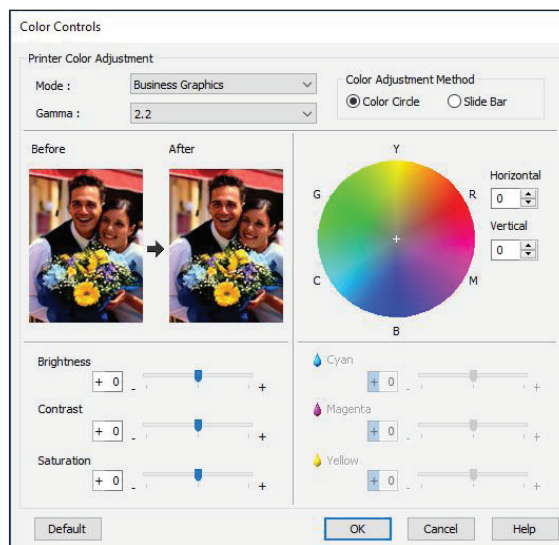 Color Controls
Printer Color Adjustment
Mode : Business Graphics
Gamma : 2.2
Color Adjustment Method
Color Circle Slide Bar
Before After
Y
G R
C M
B
Horizontal
0
Vertical
0
Brightness
+ 0 - +
Contrast
+ 0 - +
Saturation
+ 0 - +
Cyan
+ 0 - +
Magenta
+ 0 - +
Yellow
+ 0 - +
Default OK Cancel Help